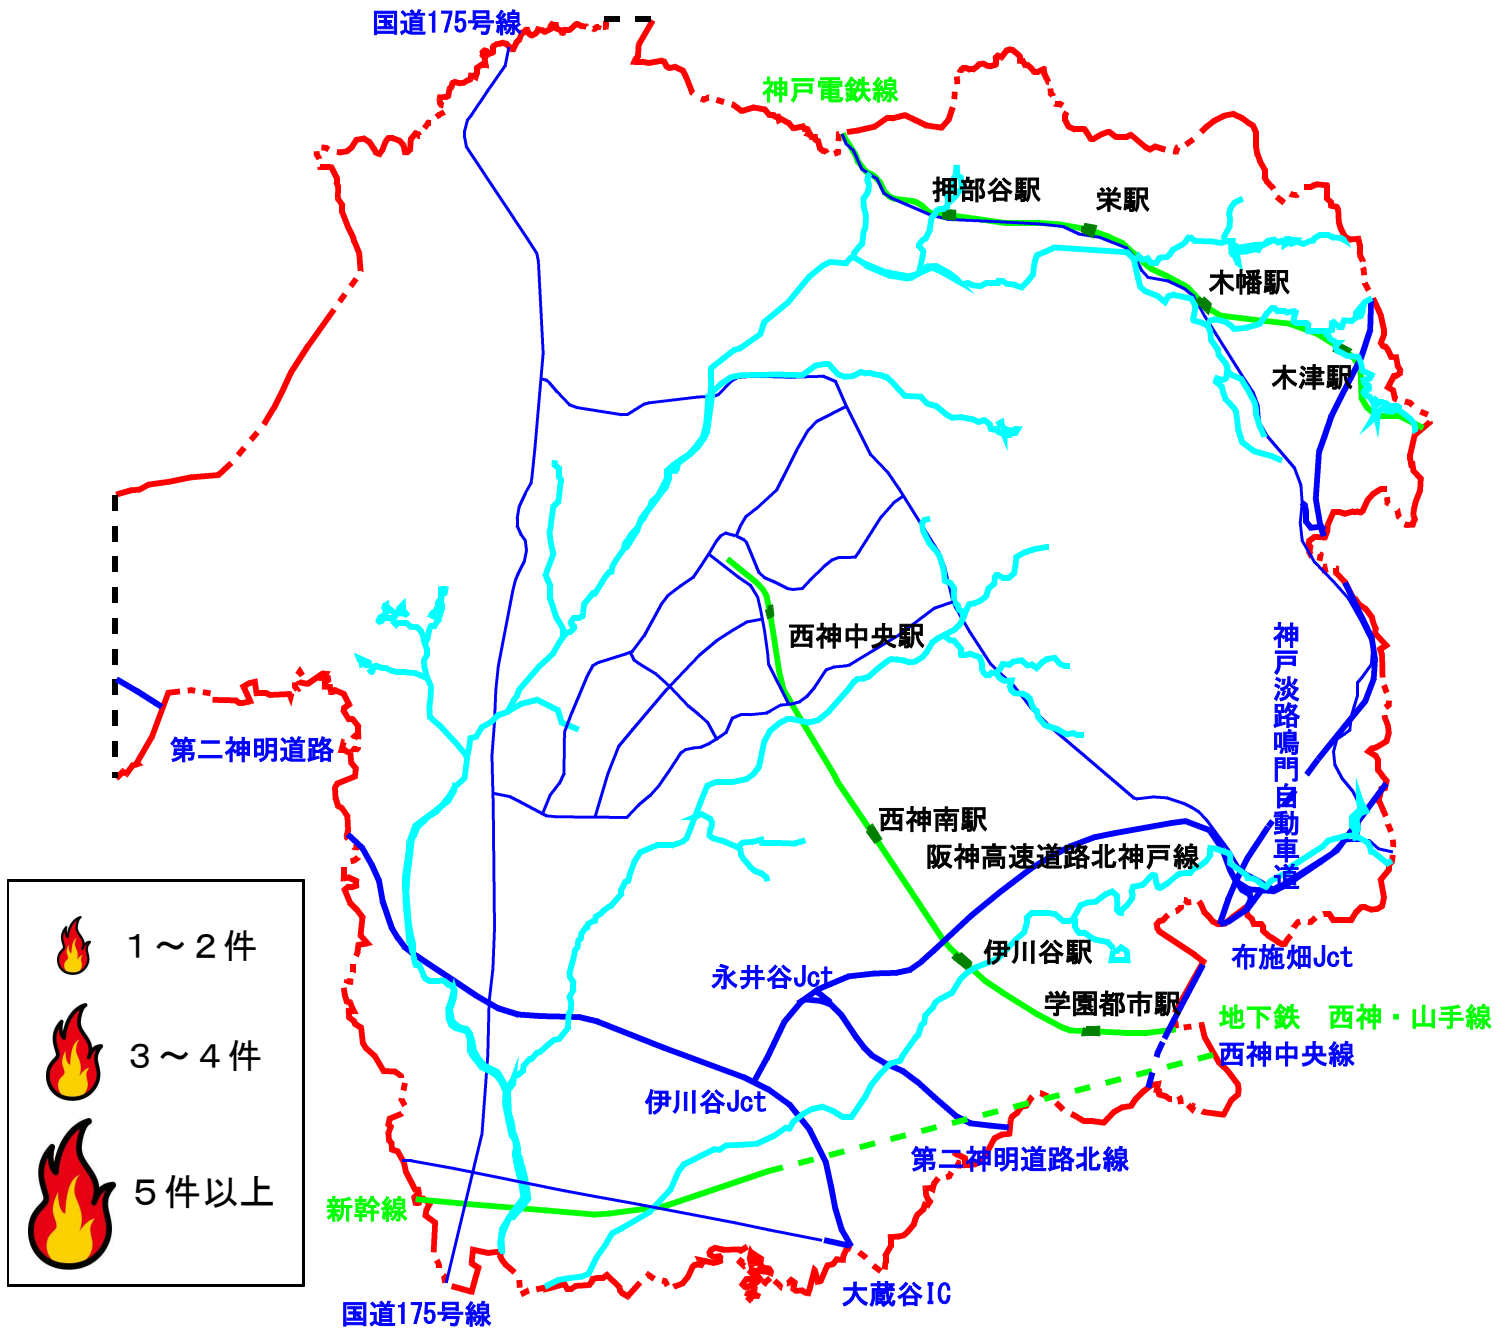 国道175号線
神戸電鉄線
押部谷駅
栄駅
木幡駅
木津駅
西神中央駅
神戸淡路鳴門自動車道
第二神明道路
西神南駅
阪神高速道路北神戸線
伊川谷駅
布施畑Jct
永井谷Jct
学園都市駅
地下鉄　西神・山手線
西神中央線
伊川谷Jct
第二神明道路北線
新幹線
大蔵谷IC
国道175号線
１～２件
３～４件
５件以上